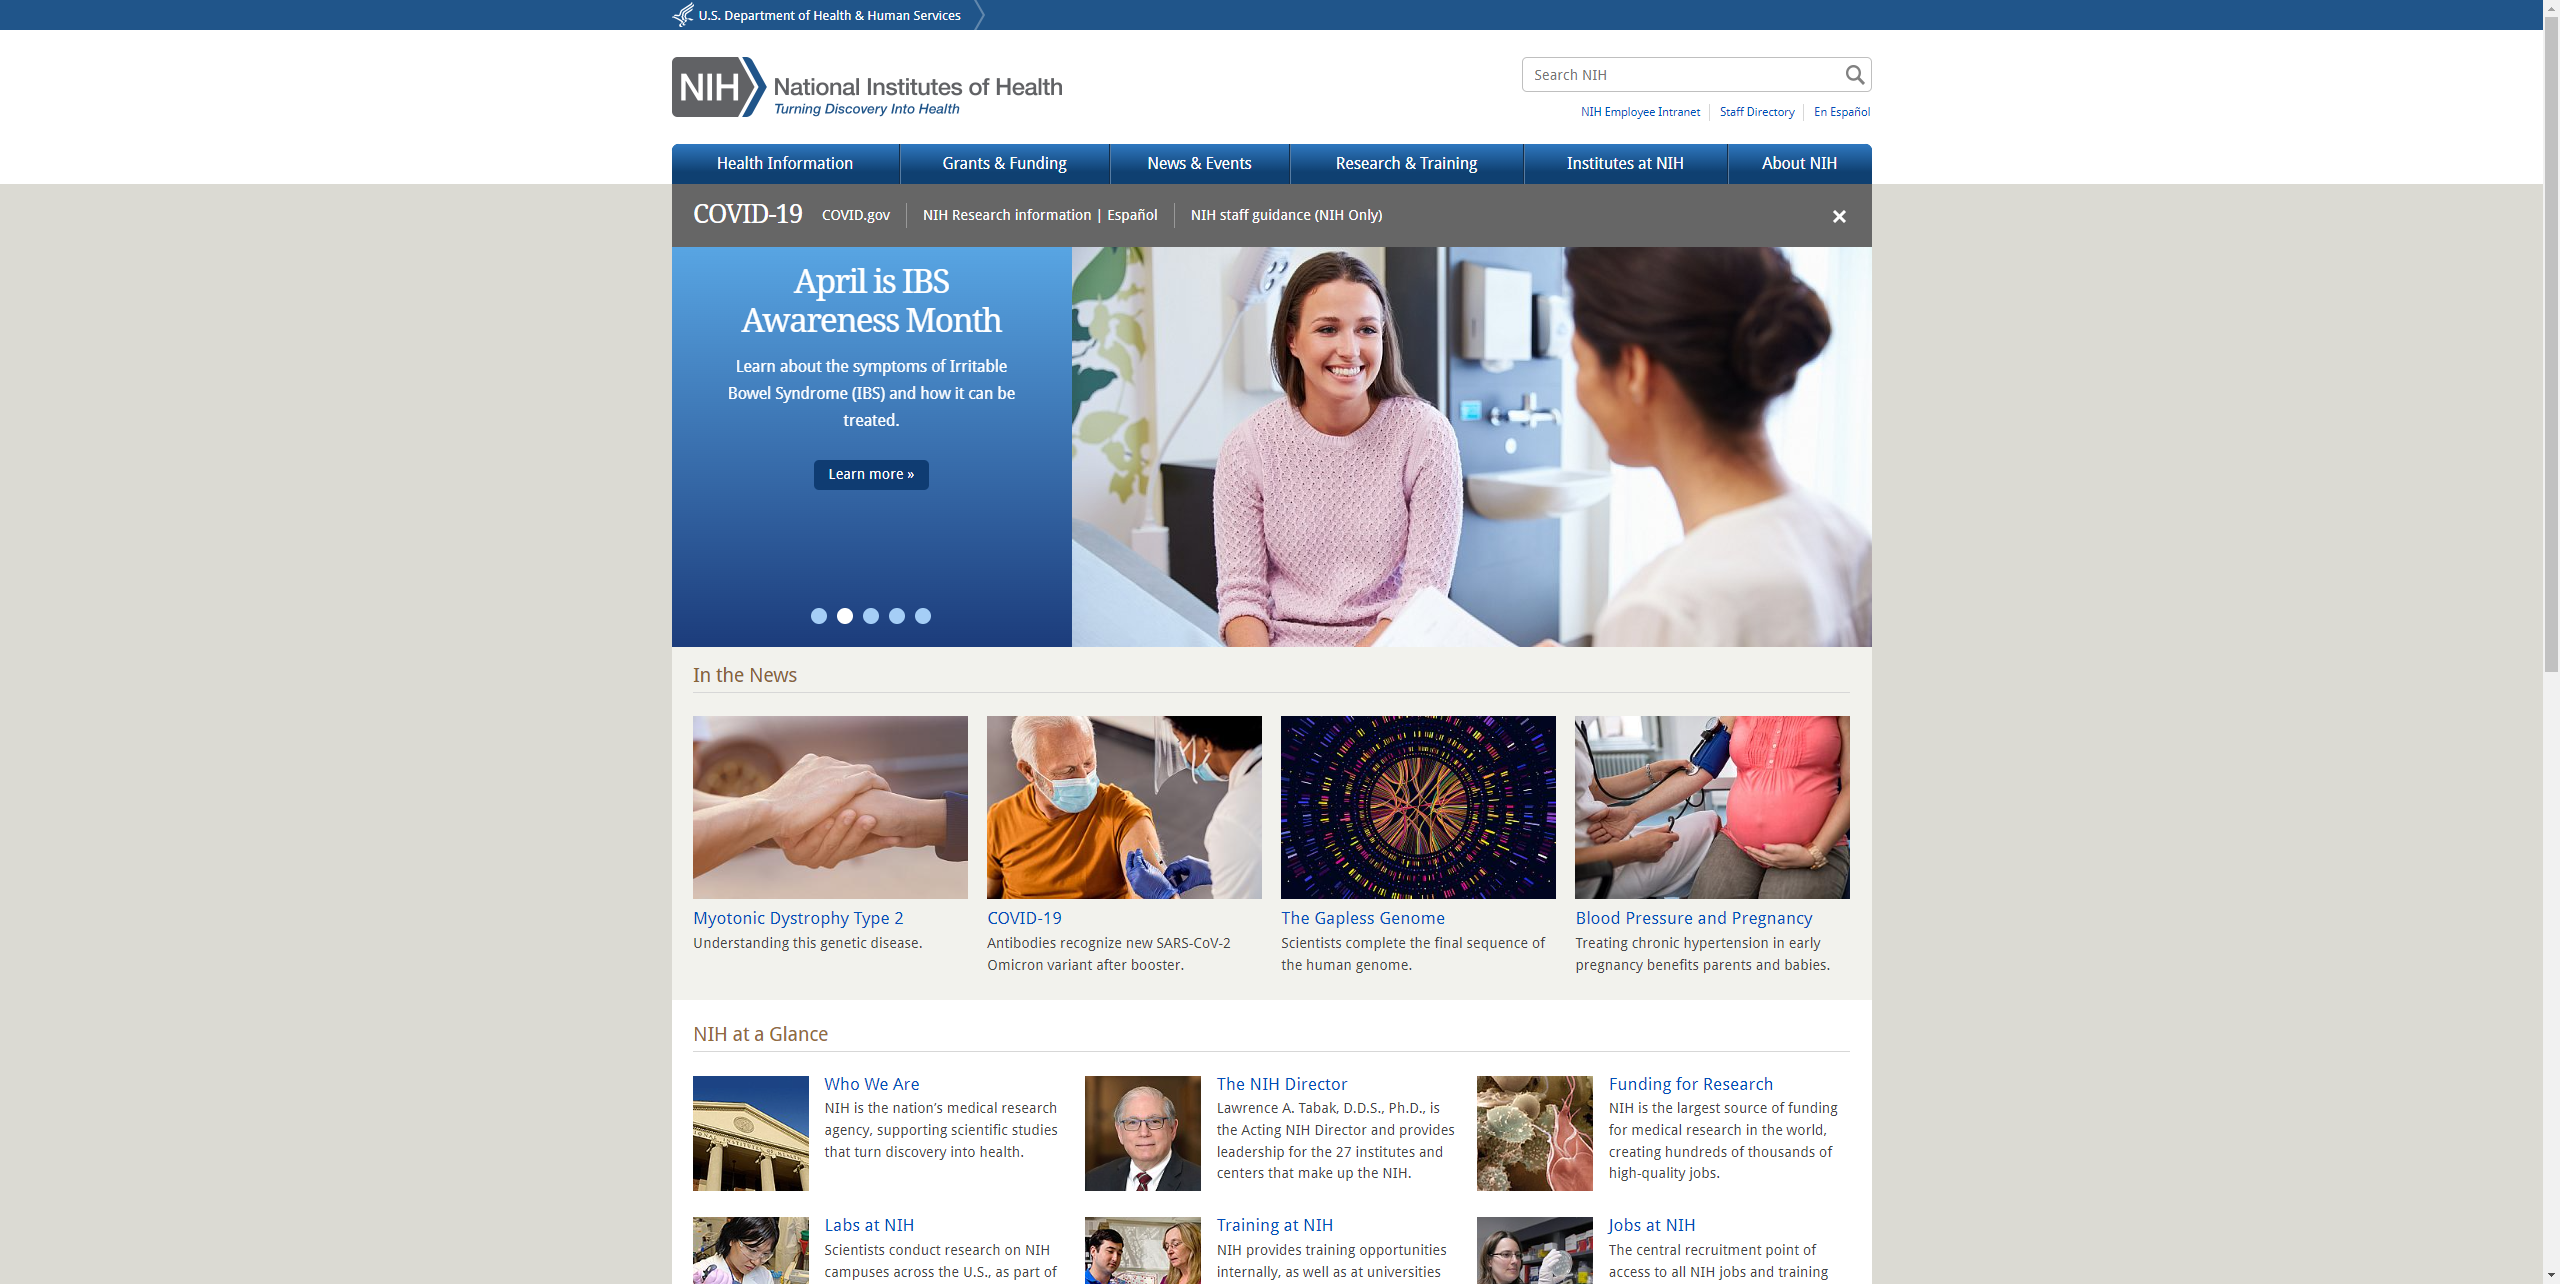 U.S. Department of Health & Human Services
NIH National Institutes of Health
Turning Discovery Into Health
Search NIH
NIH Employee Intranet
Staff Directory
En Español
Health Information
Grants & Funding
News & Events
Research & Training
Institutes at NIH
About NIH
COVID-19
COVID.gov
NIH Research information | Español
NIH staff guidance (NIH Only)
April is IBS
Awareness Month
Learn about the symptoms of Irritable
Bowel Syndrome (IBS) and how it can be
treated.
Learn more »
In the News
Myotonic Dystrophy Type 2
Understanding this genetic disease.
COVID-19
Antibodies recognize new SARS-CoV-2
Omicron variant after booster.
The Gapless Genome
Scientists complete the final sequence of
the human genome.
Blood Pressure and Pregnancy
Treating chronic hypertension in early
pregnancy benefits parents and babies.
NIH at a Glance
Who We Are
NIH is the nation's medical research
agency, supporting scientific studies
that turn discovery into health.
The NIH Director
Lawrence A. Tabak, D.D.S., Ph.D., is
the Acting NIH Director and provides
leadership for the 27 institutes and
centers that make up the NIH.
Funding for Research
NIH is the largest source of funding
for medical research in the world,
creating hundreds of thousands of
high-quality jobs.
Labs at NIH
Scientists conduct research on NIH
campuses across the U.S., as part of
Training at NIH
NIH provides training opportunities
internally, as well as at universities
Jobs at NIH
The central recruitment point of
access to all NIH jobs and training